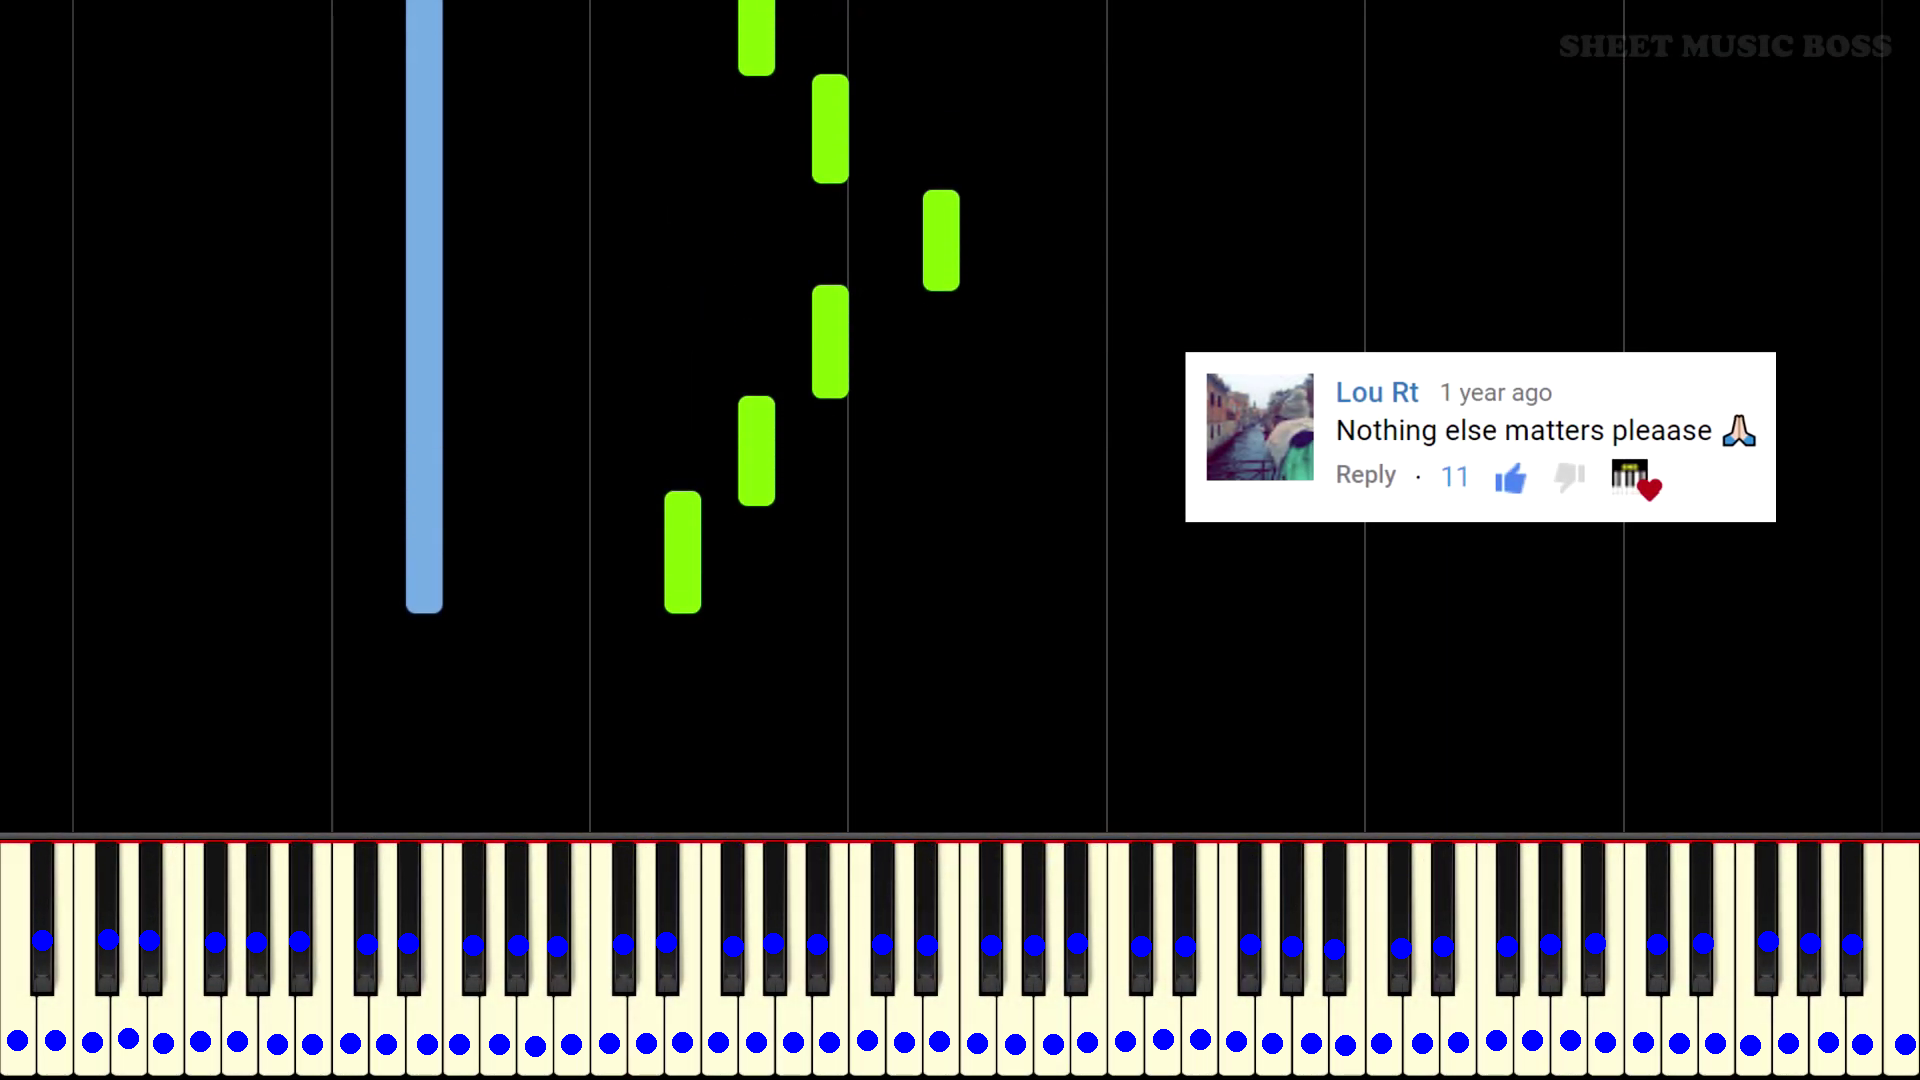 SHEET MUSIC BOSS
Lou Rt 1 year ago
Nothing else matters pleaase 🙏🏻
Reply · 11